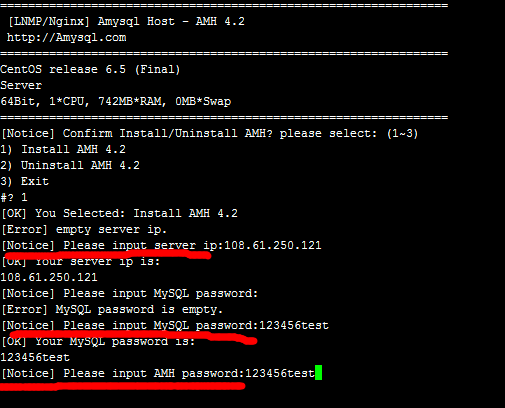 ==================================================================
[LNMP/Nginx] Amysql Host - AMH 4.2
http://Amysql.com
==================================================================
CentOS release 6.5 (Final)
Server
64Bit, 1*CPU, 742MB*RAM, 0MB*Swap
==================================================================
[Notice] Confirm Install/Uninstall AMH? please select: (1~3)
1) Install AMH 4.2
2) Uninstall AMH 4.2
3) Exit
#? 1
[OK] You Selected: Install AMH 4.2
[Error] empty server ip.
[Notice] Please input server ip:108.61.250.121
[OK] Your server ip is:
108.61.250.121
[Notice] Please input MySQL password:
[Error] MySQL password is empty.
[Notice] Please input MySQL password:123456test
[OK] Your MySQL password is:
123456test
[Notice] Please input AMH password:123456test